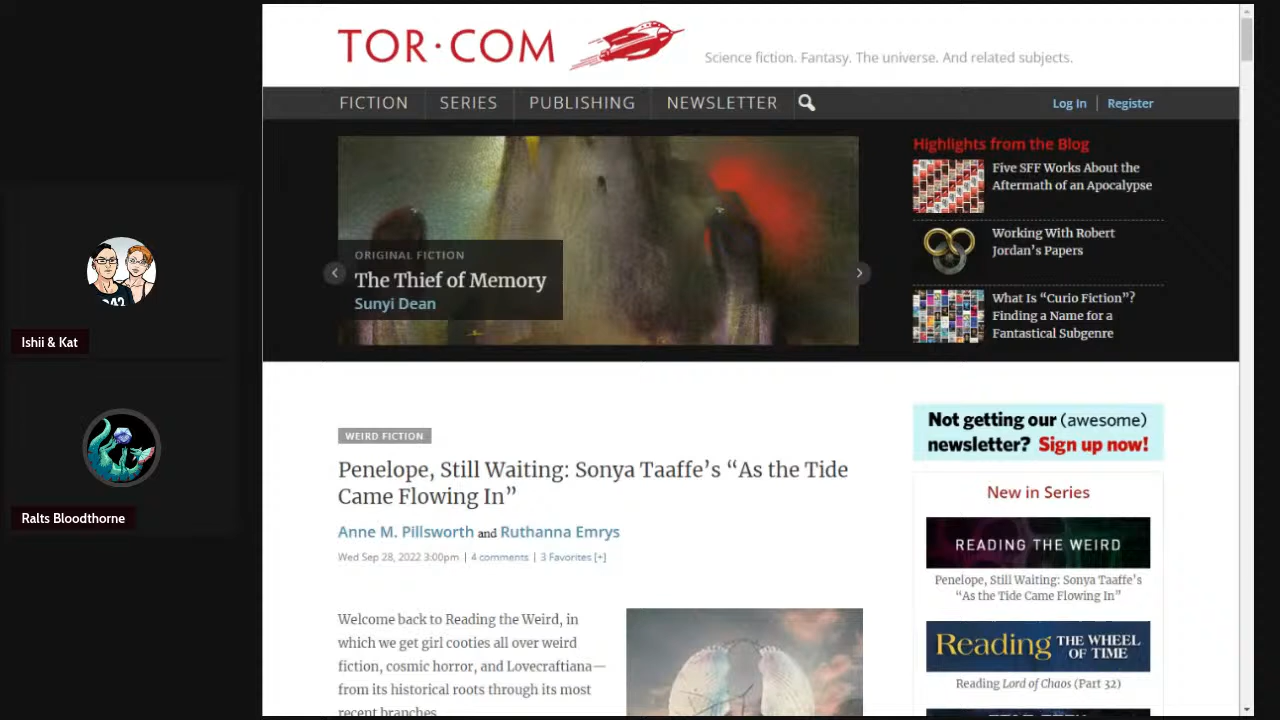 TOR·COM
Science fiction. Fantasy. The universe. And related subjects.
FICTION
SERIES
PUBLISHING
NEWSLETTER
Log In
Register
ORIGINAL FICTION
The Thief of Memory
Sunyi Dean
Highlights from the Blog
Five SFF Works About the
Aftermath of an Apocalypse
Working With Robert
Jordan's Papers
What Is “Curio Fiction”?
Finding a Name for a
Fantastical Subgenre
Ishii & Kat
Ralts Bloodthorne
WEIRD FICTION
Penelope, Still Waiting: Sonya Taaffe’s “As the Tide
Came Flowing In”
Anne M. Pillsworth and Ruthanna Emrys
Wed Sep 28, 2022 3:00pm | 4 comments | 3 Favorites [+]
Welcome back to Reading the Weird, in
which we get girl cooties all over weird
fiction, cosmic horror, and Lovecraftiana—
from its historical roots through its most
recent branches.
Not getting our (awesome)
newsletter? Sign up now!
New in Series
READING THE WEIRD
Penelope, Still Waiting: Sonya Taaffe’s
“As the Tide Came Flowing In”
Reading THE WHEEL
OF TIME
Reading Lord of Chaos (Part 32)